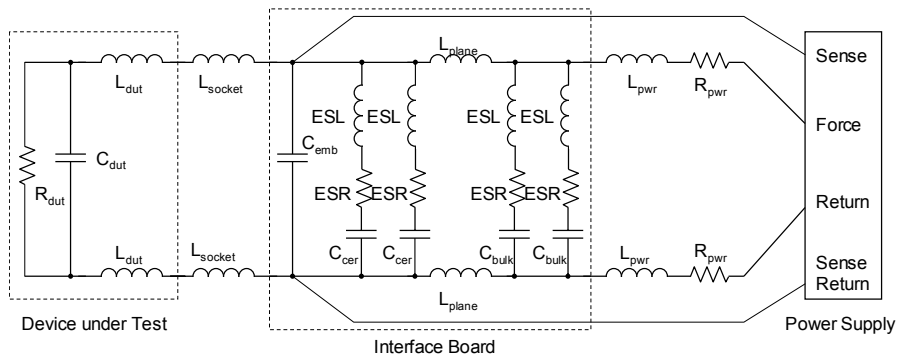 L_plane
L_dut
L_socket
L_pwr
R_pwr
Sense
Force
Return
Sense
Return
ESL
ESL
ESL
ESL
C_emb
C_dut
R_dut
ESR
ESR
ESR
ESR
C_cer
C_cer
C_bulk
C_bulk
L_dut
L_socket
L_plane
L_pwr
R_pwr
Device under Test
Interface Board
Power Supply